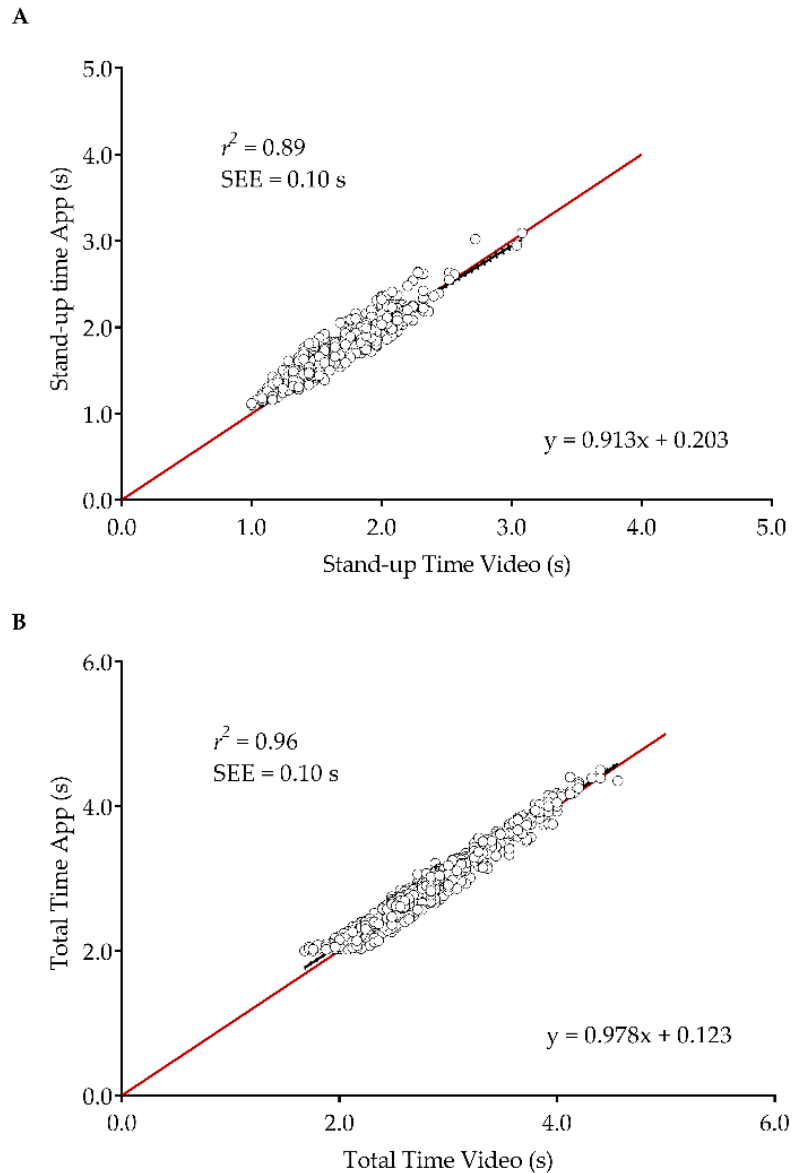 A
5.0
4.0
3.0
2.0
1.0
0.0
Stand-up time App (s)
r² = 0.89
SEE = 0.10 s
y = 0.913x + 0.203
0.0 1.0 2.0 3.0 4.0 5.0
Stand-up Time Video (s)
B
6.0
4.0
2.0
0.0
Total Time App (s)
r² = 0.96
SEE = 0.10 s
y = 0.978x + 0.123
0.0 2.0 4.0 6.0
Total Time Video (s)